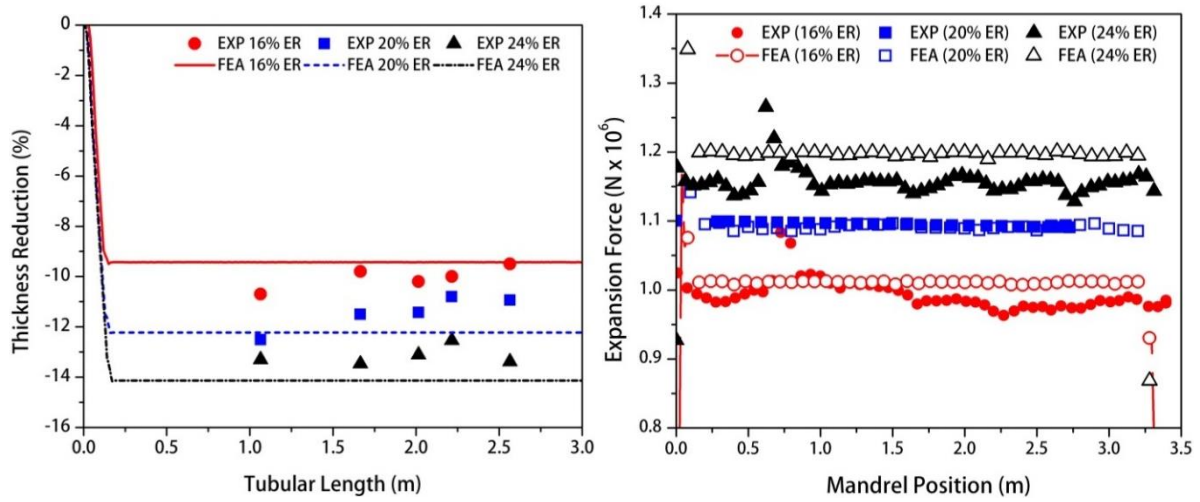 EXP 16% ER EXP 20% ER EXP 24% ER
FEA 16% ER FEA 20% ER FEA 24% ER
0
-2
-4
-6
-8
-10
-12
-14
-16
Thickness Reduction (%)
0.0 0.5 1.0 1.5 2.0 2.5 3.0
Tubular Length (m)
EXP (16% ER) EXP (20% ER) EXP (24% ER)
FEA (16% ER) FEA (20% ER) FEA (24% ER)
1.4
1.3
1.2
1.1
1.0
0.9
0.8
Expansion Force (N x 10⁶)
0.0 0.5 1.0 1.5 2.0 2.5 3.0 3.5
Mandrel Position (m)